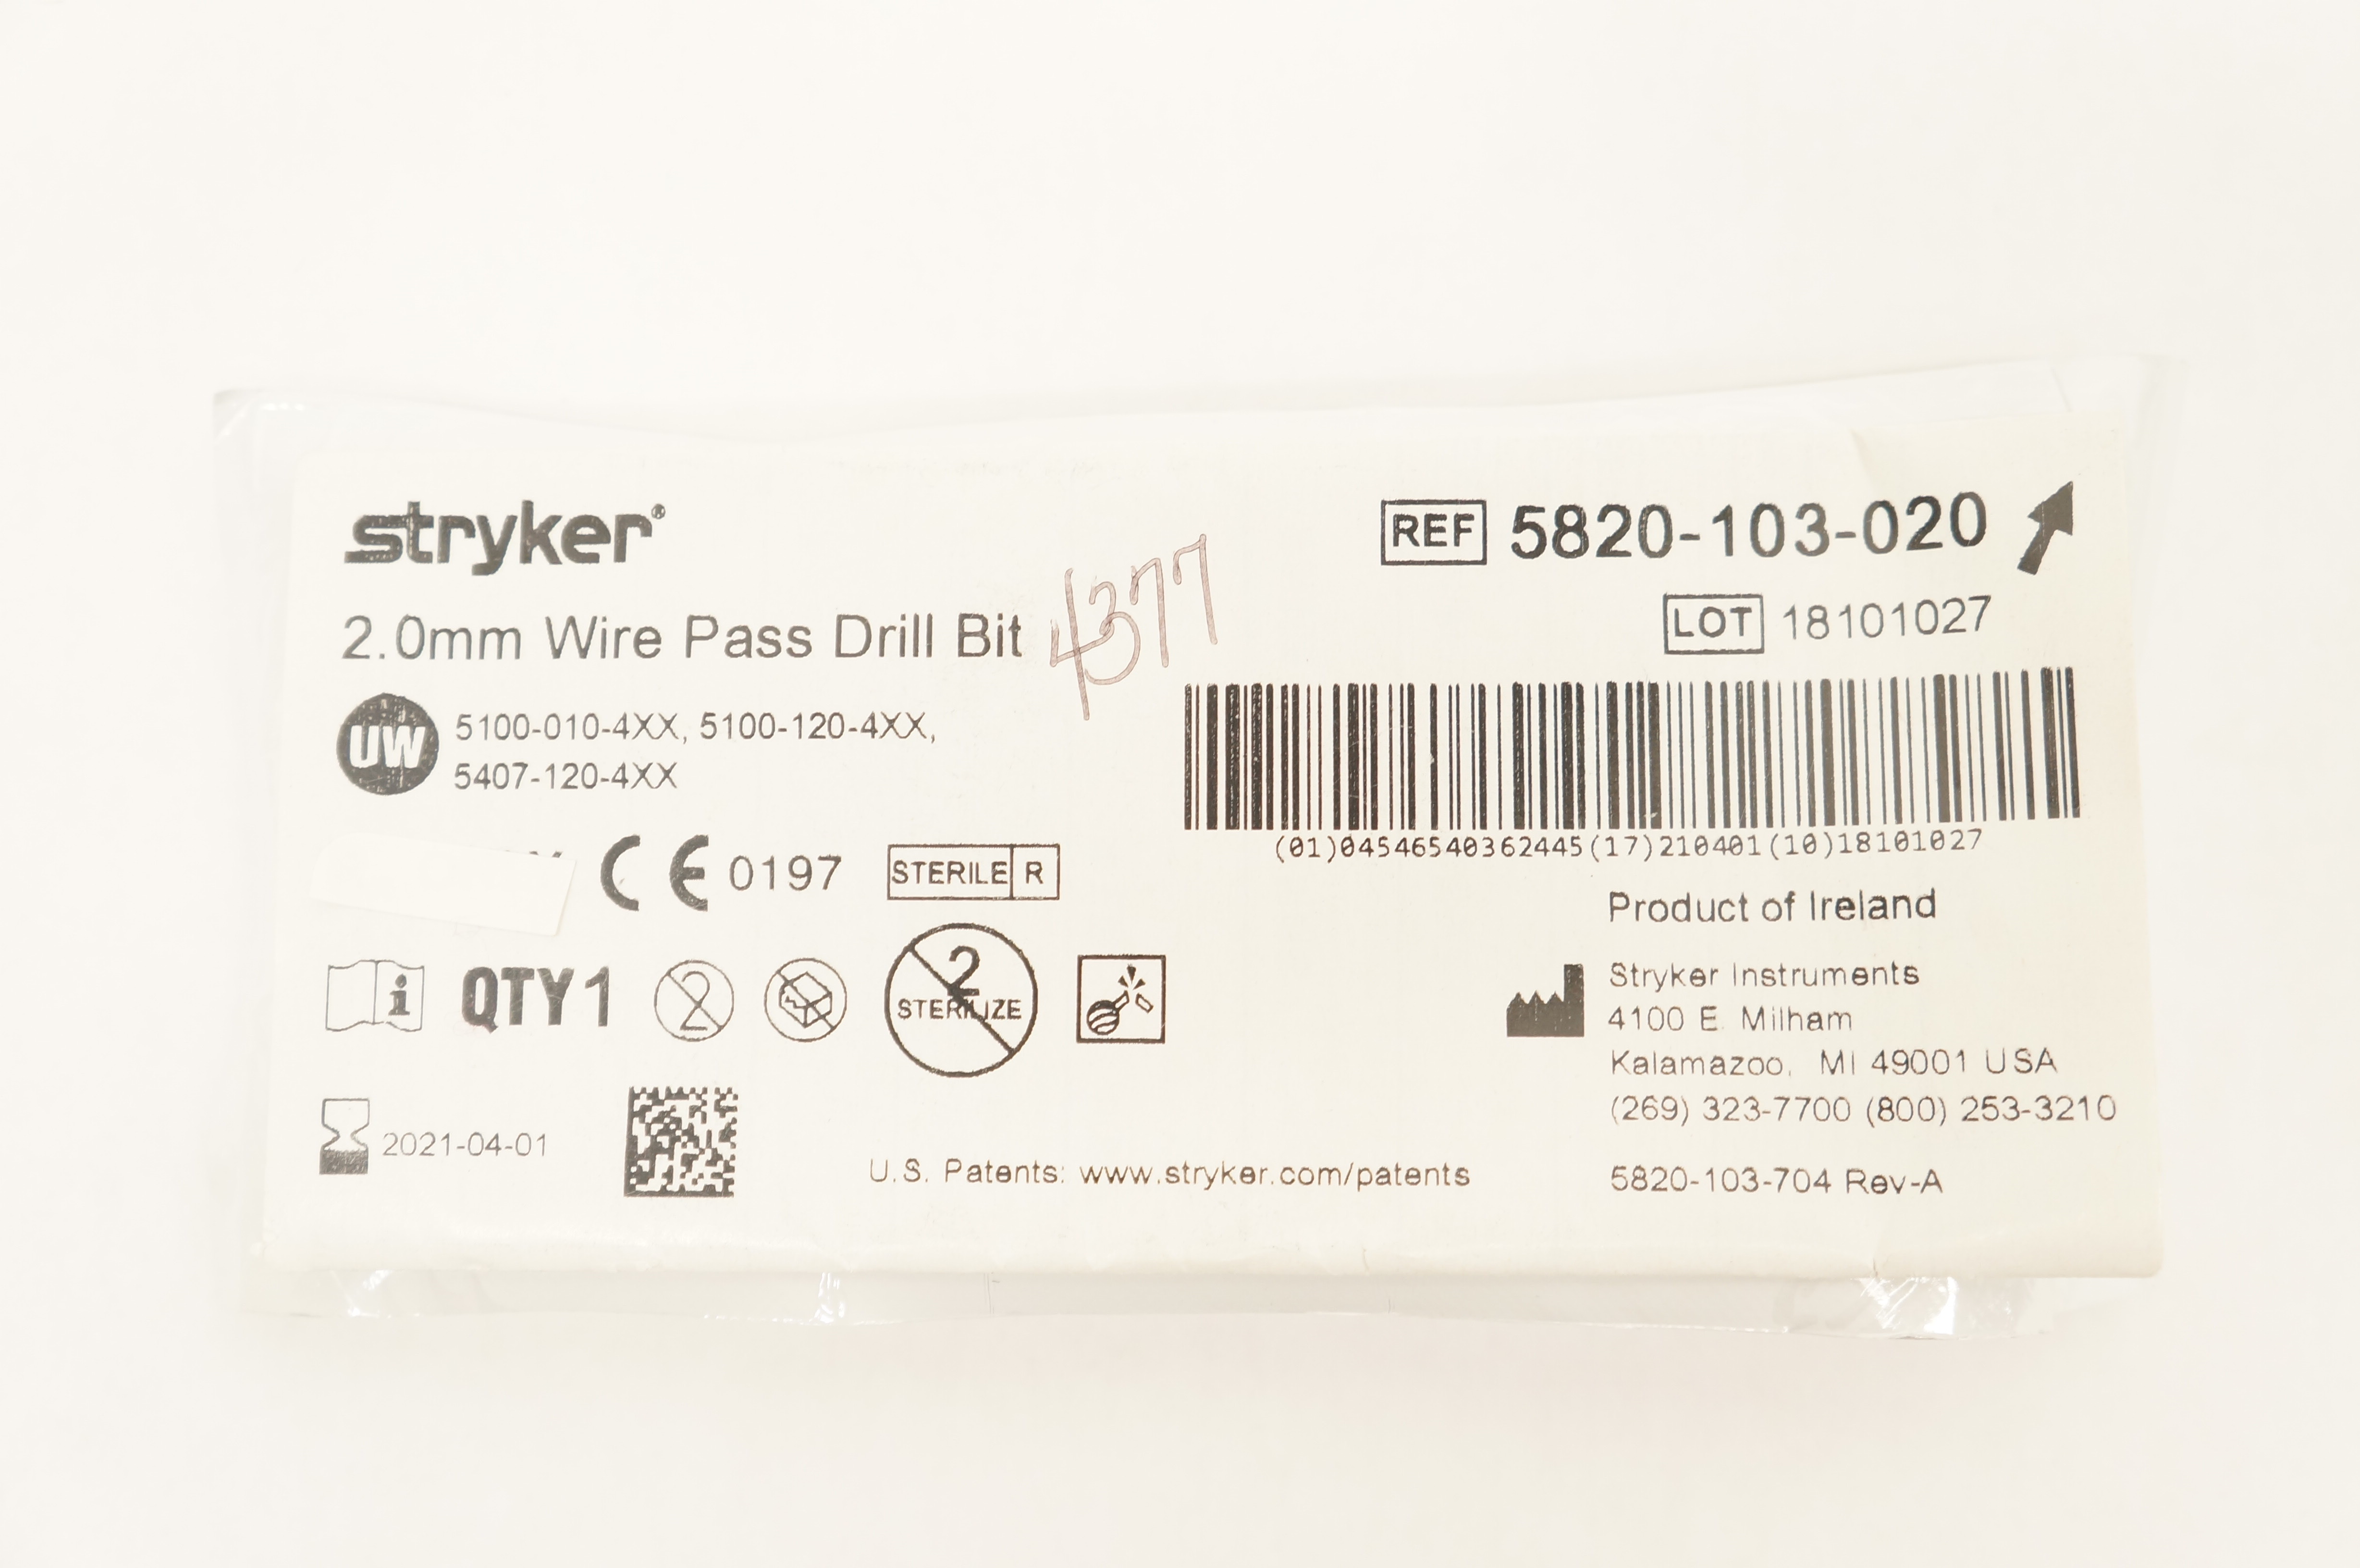 stryker®
2.0mm Wire Pass Drill Bit
4377
UW 5100-010-4XX, 5100-120-4XX,
5407-120-4XX
CE 0197
STERILE R
QTY 1
2
2
STERILIZE
2021-04-01
U.S. Patents: www.stryker.com/patents
REF 5820-103-020
LOT 18101027
(01)04546540362445(17)210401(10)18101027
Product of Ireland
Stryker Instruments
4100 E. Milham
Kalamazoo, MI 49001 USA
(269) 323-7700 (800) 253-3210
5820-103-704 Rev-A